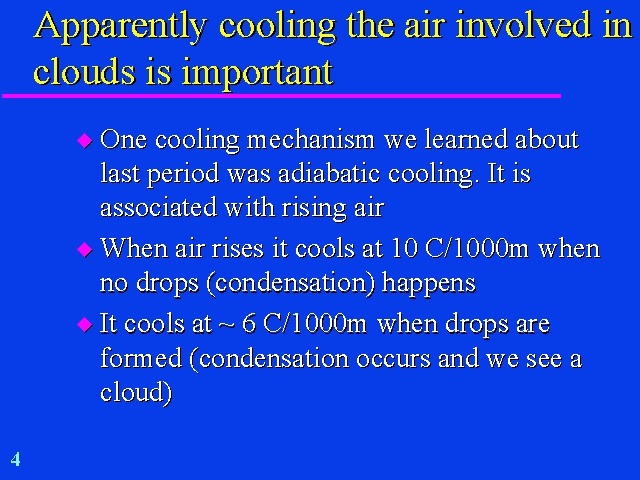 Apparently cooling the air involved in
clouds is important
One cooling mechanism we learned about
last period was adiabatic cooling. It is
associated with rising air
When air rises it cools at 10 C/1000m when
no drops (condensation) happens
It cools at ~ 6 C/1000m when drops are
formed (condensation occurs and we see a
cloud)
4